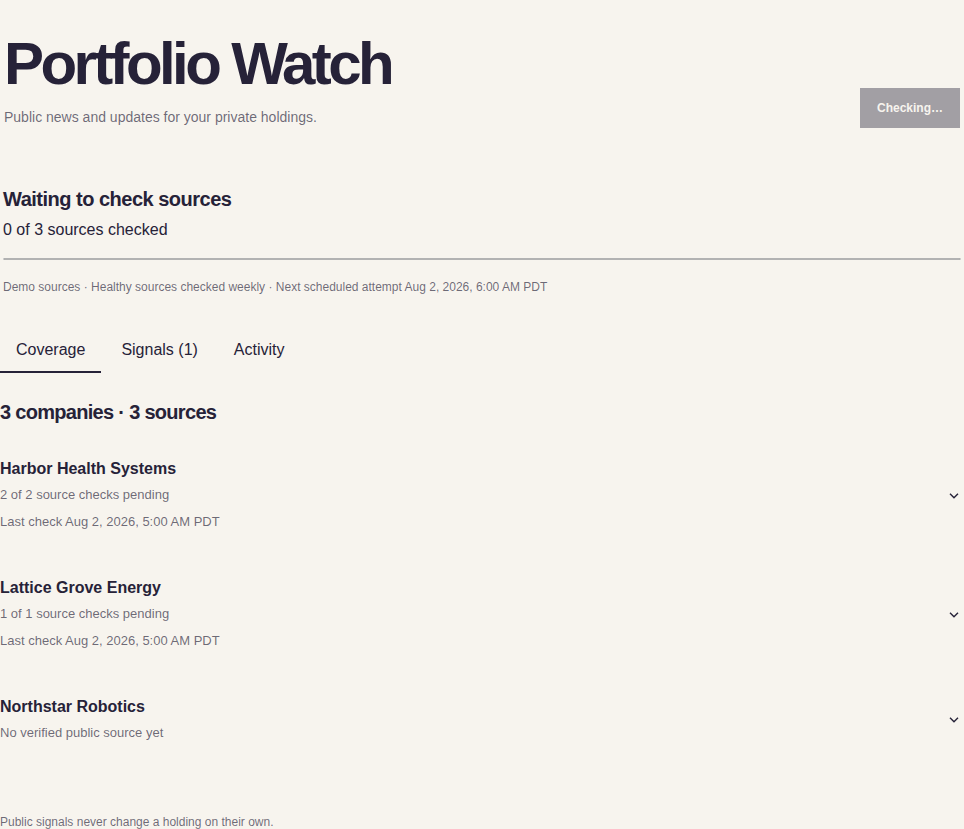 Portfolio Watch
Public news and updates for your private holdings.
Checking…
Waiting to check sources
0 of 3 sources checked
Demo sources · Healthy sources checked weekly · Next scheduled attempt Aug 2, 2026, 6:00 AM PDT
Coverage Signals (1) Activity
3 companies · 3 sources
Harbor Health Systems
2 of 2 source checks pending
Last check Aug 2, 2026, 5:00 AM PDT
Lattice Grove Energy
1 of 1 source checks pending
Last check Aug 2, 2026, 5:00 AM PDT
Northstar Robotics
No verified public source yet
Public signals never change a holding on their own.